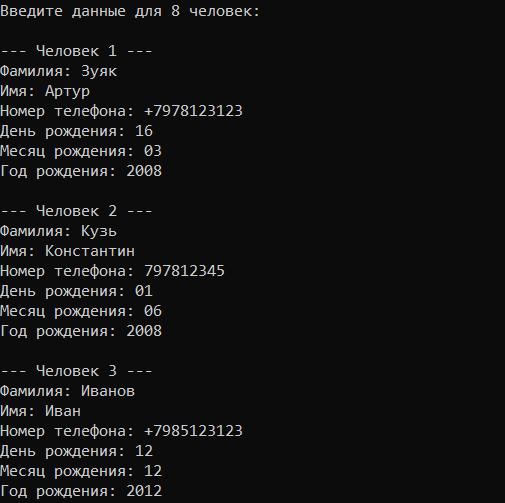 Введите данные для 8 человек:
--- Человек 1 ---
Фамилия: Зуяк
Имя: Артур
Номер телефона: +7978123123
День рождения: 16
Месяц рождения: 03
Год рождения: 2008
--- Человек 2 ---
Фамилия: Кузь
Имя: Константин
Номер телефона: 797812345
День рождения: 01
Месяц рождения: 06
Год рождения: 2008
--- Человек 3 ---
Фамилия: Иванов
Имя: Иван
Номер телефона: +7985123123
День рождения: 12
Месяц рождения: 12
Год рождения: 2012